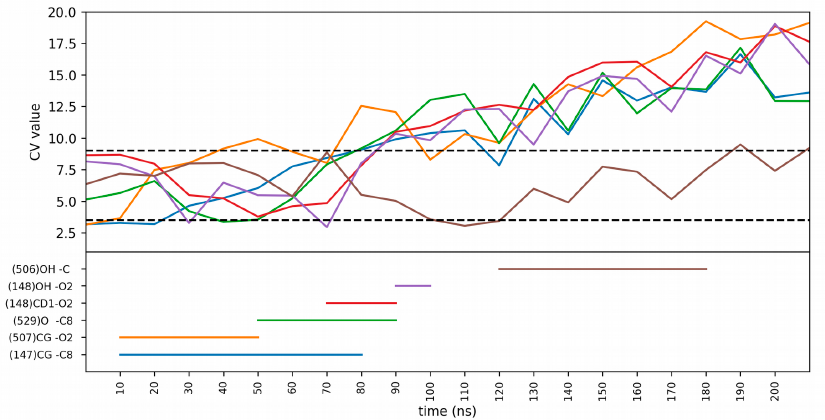 20.0
17.5
15.0
12.5
10.0
7.5
5.0
2.5
CV value
(506)OH -C
(148)OH -O2
(148)CD1-O2
(529)O -C8
(507)CG -O2
(147)CG -C8
10 20 30 40 50 60 70 80 90 100 110 120 130 140 150 160 170 180 190 200
time (ns)